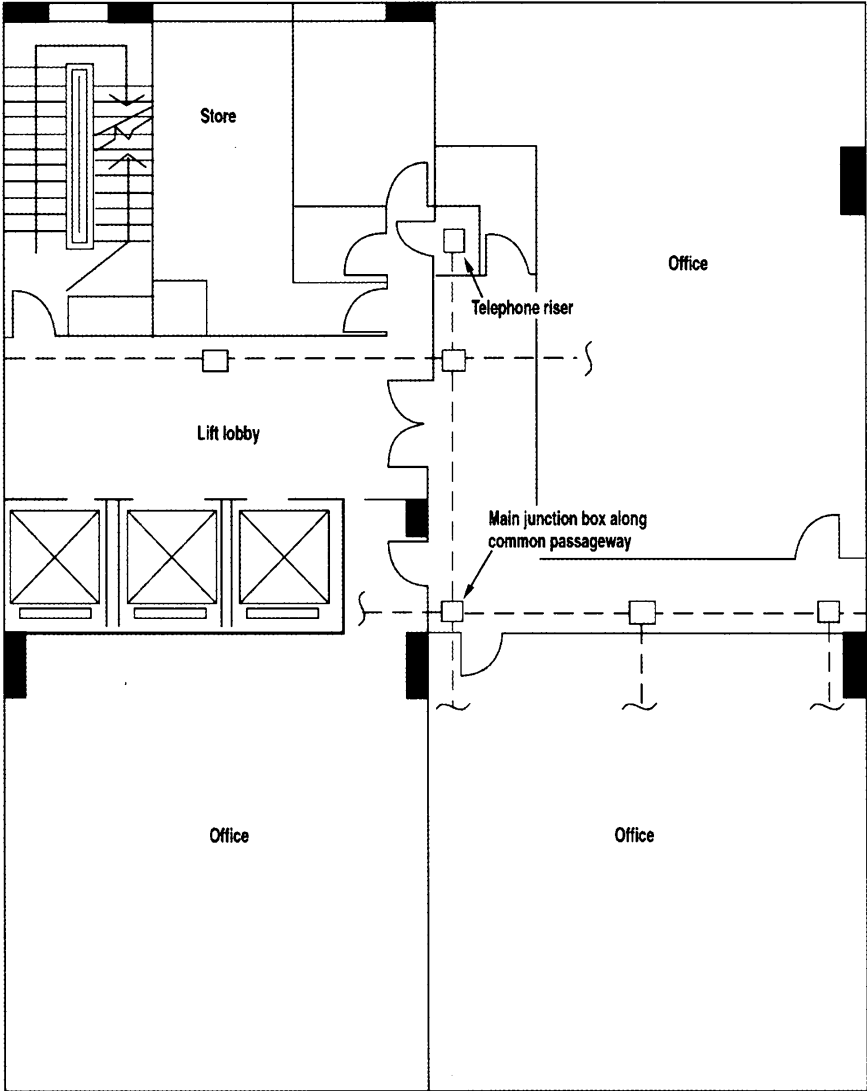 Store
Office
Telephone riser
Lift lobby
Main junction box along
common passageway
Office
Office